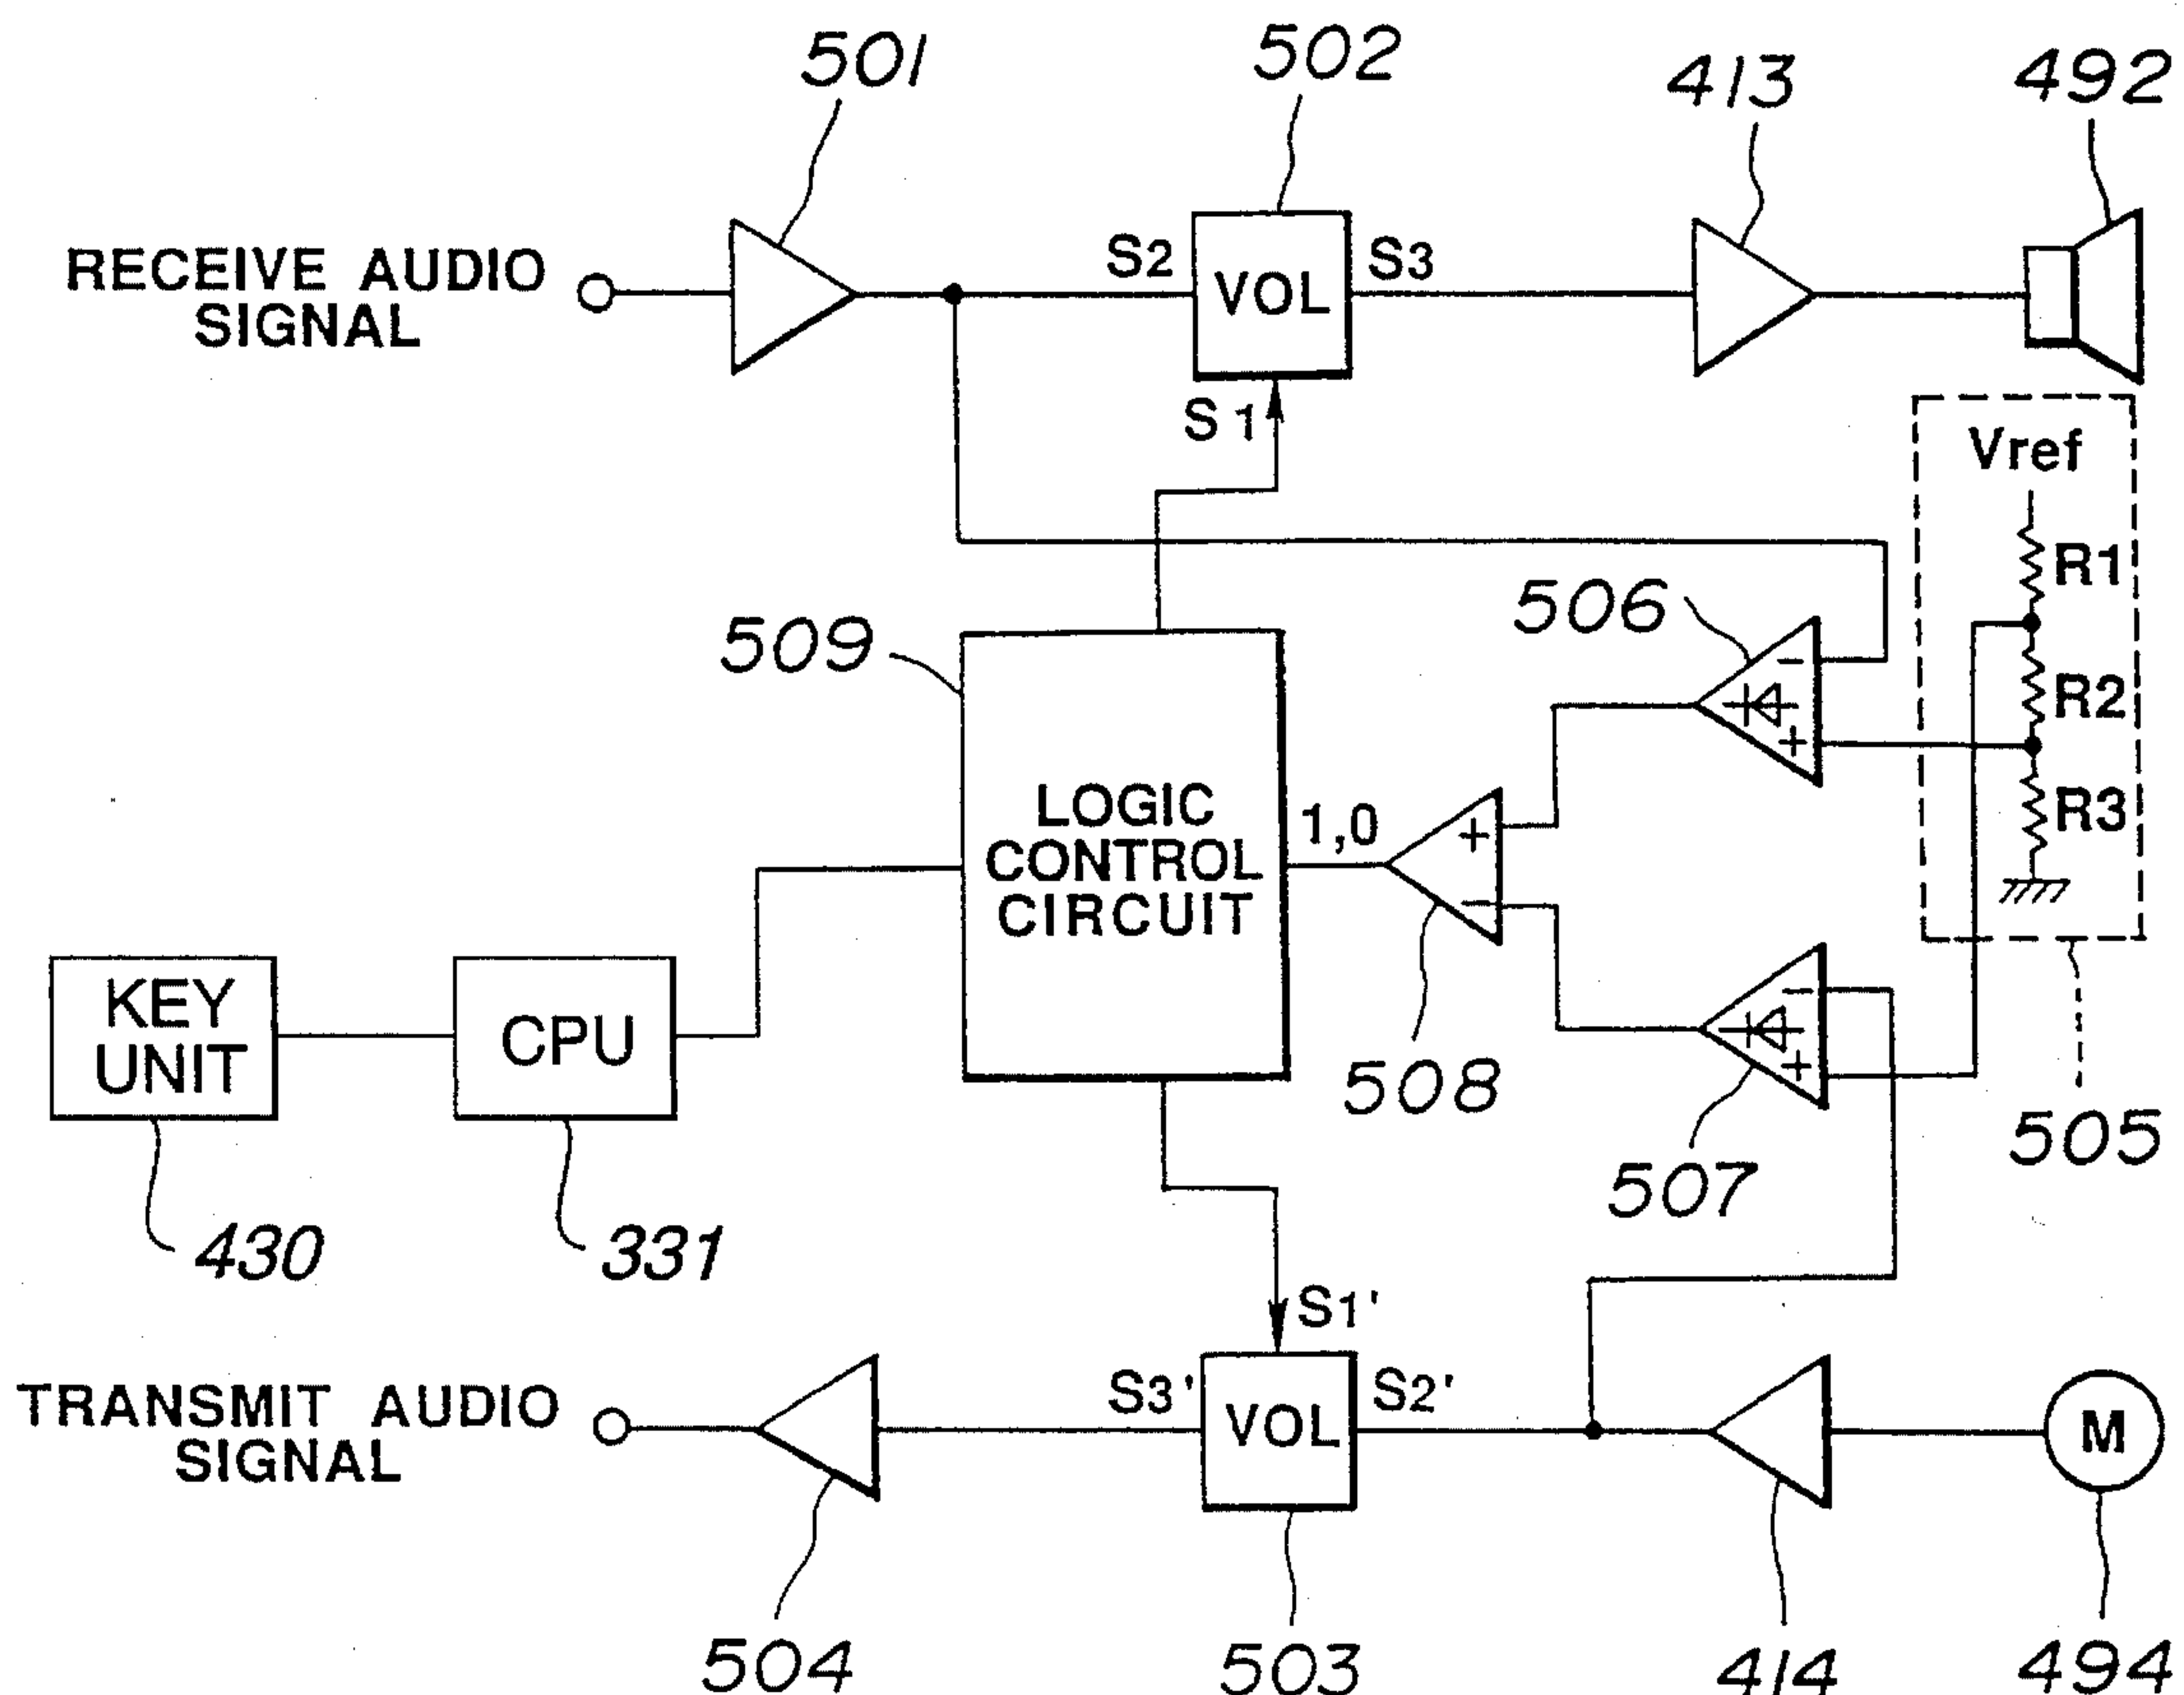 501
502
413
492
RECEIVE AUDIO
SIGNAL
S2
VOL
S3
S1
Vref
R1
506
509
R2
LOGIC
CONTROL
CIRCUIT
1,0
R3
KEY
UNIT
CPU
508
505
507
430
331
S1'
TRANSMIT AUDIO
SIGNAL
S3'
VOL
S2'
M
504
503
414
494